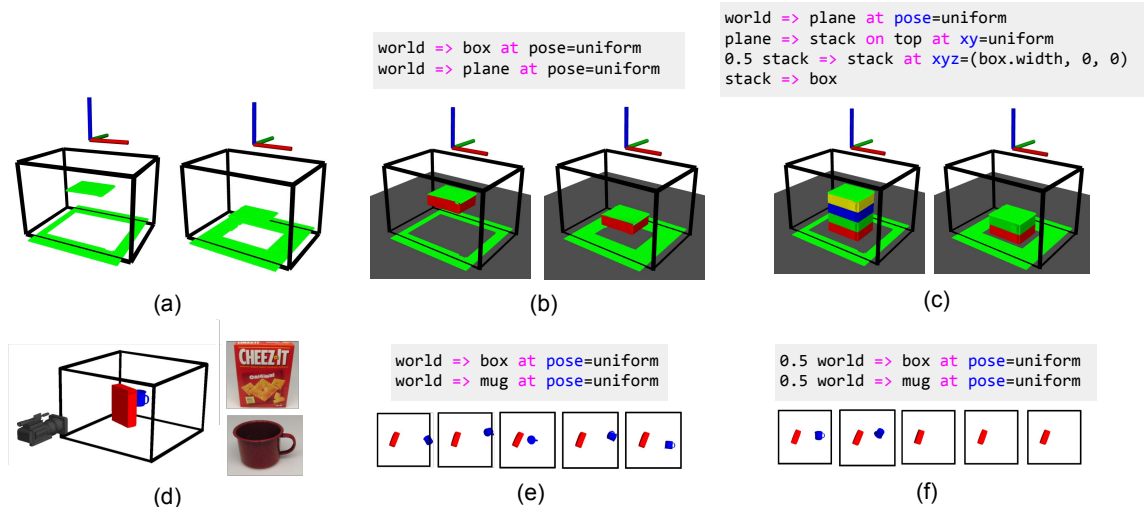 world => box at pose=uniform
world => plane at pose=uniform
world => plane at pose=uniform
plane => stack on top at xy=uniform
0.5 stack => stack at xyz=(box.width, 0, 0)
stack => box
(a)
(b)
(c)
CHEEZ-IT
Original
(d)
world => box at pose=uniform
world => mug at pose=uniform
(e)
0.5 world => box at pose=uniform
0.5 world => mug at pose=uniform
(f)